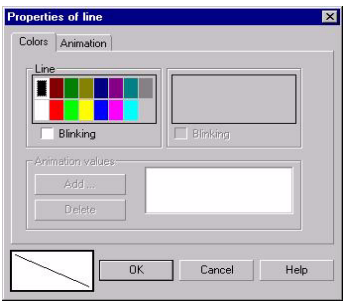 Properties of line
Colors Animation
Line
Blinking
Blinking
Animation values
Add ...
Delete
OK Cancel Help